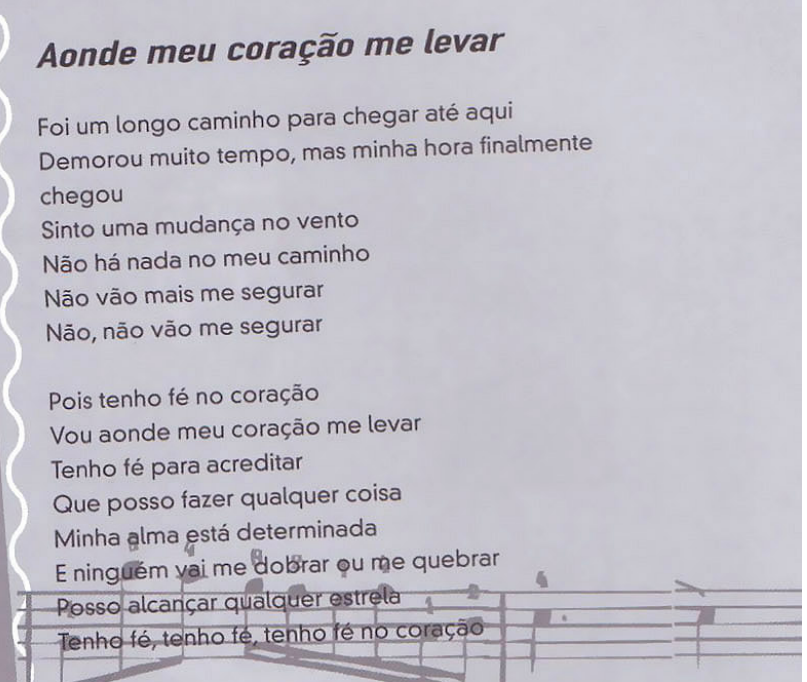 Aonde meu coração me levar
Foi um longo caminho para chegar até aqui
Demorou muito tempo, mas minha hora finalmente
chegou
Sinto uma mudança no vento
Não há nada no meu caminho
Não vão mais me segurar
Não, não vão me segurar
Pois tenho fé no coração
Vou aonde meu coração me levar
Tenho fé para acreditar
Que posso fazer qualquer coisa
Minha alma está determinada
E ninguém vai me dobrar ou me quebrar
Posso alcançar qualquer estrela
Tenho fé, tenho fé, tenho fé no coração